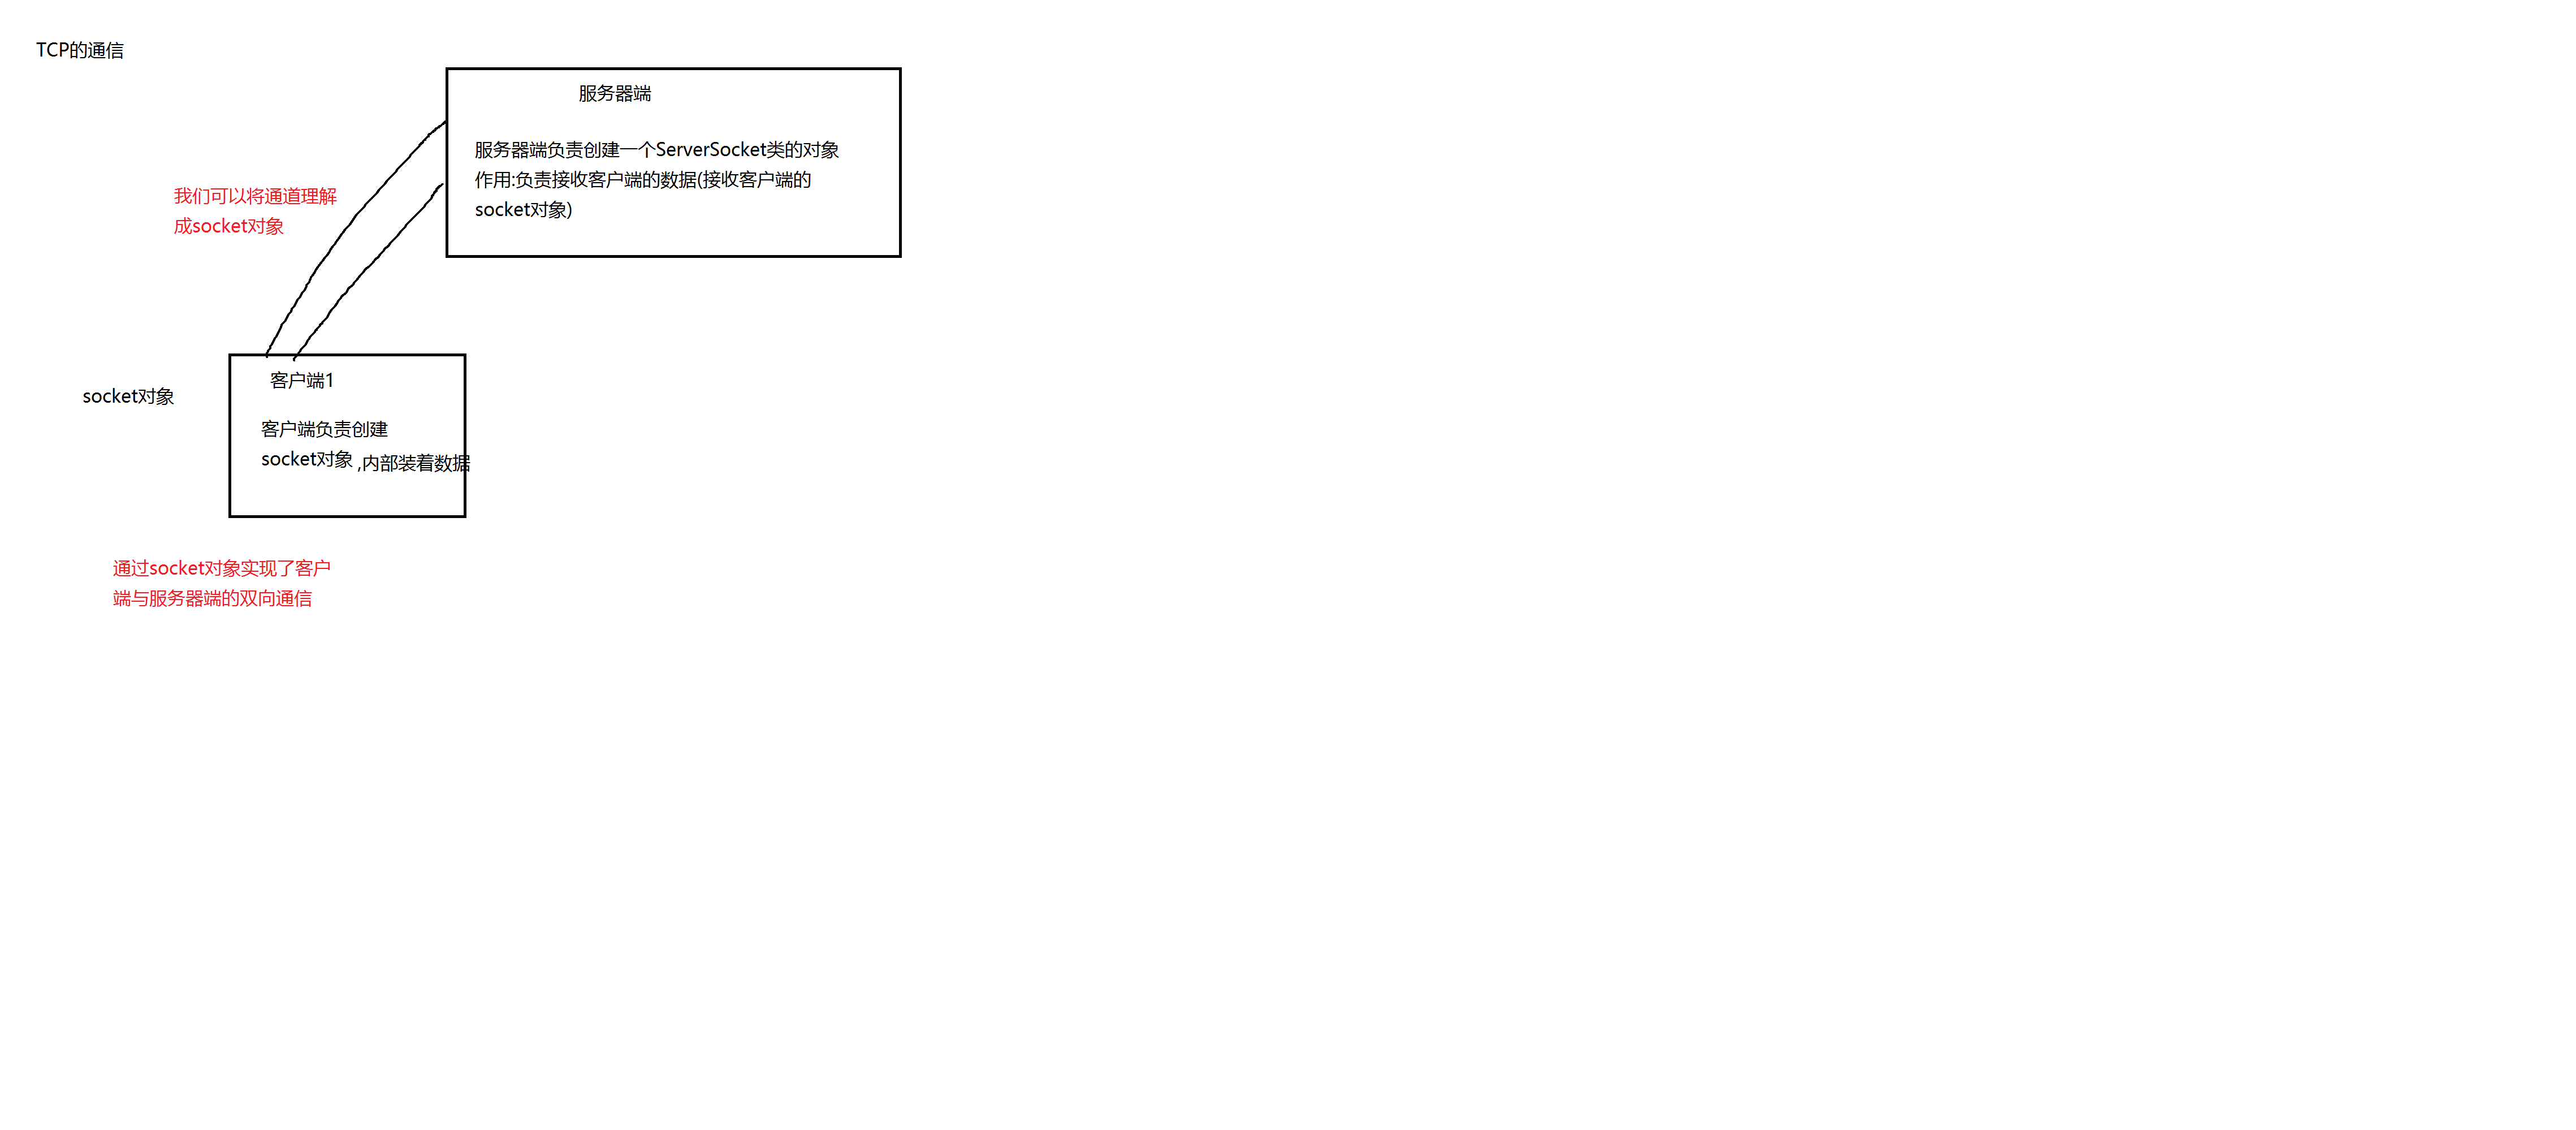 TCP的通信
服务器端
服务器端负责创建一个ServerSocket类的对象
作用:负责接收客户端的数据(接收客户端的
socket对象)
我们可以将通道理解
成socket对象
socket对象
客户端1
客户端负责创建
socket对象 ,内部装着数据
通过socket对象实现了客户
端与服务器端的双向通信